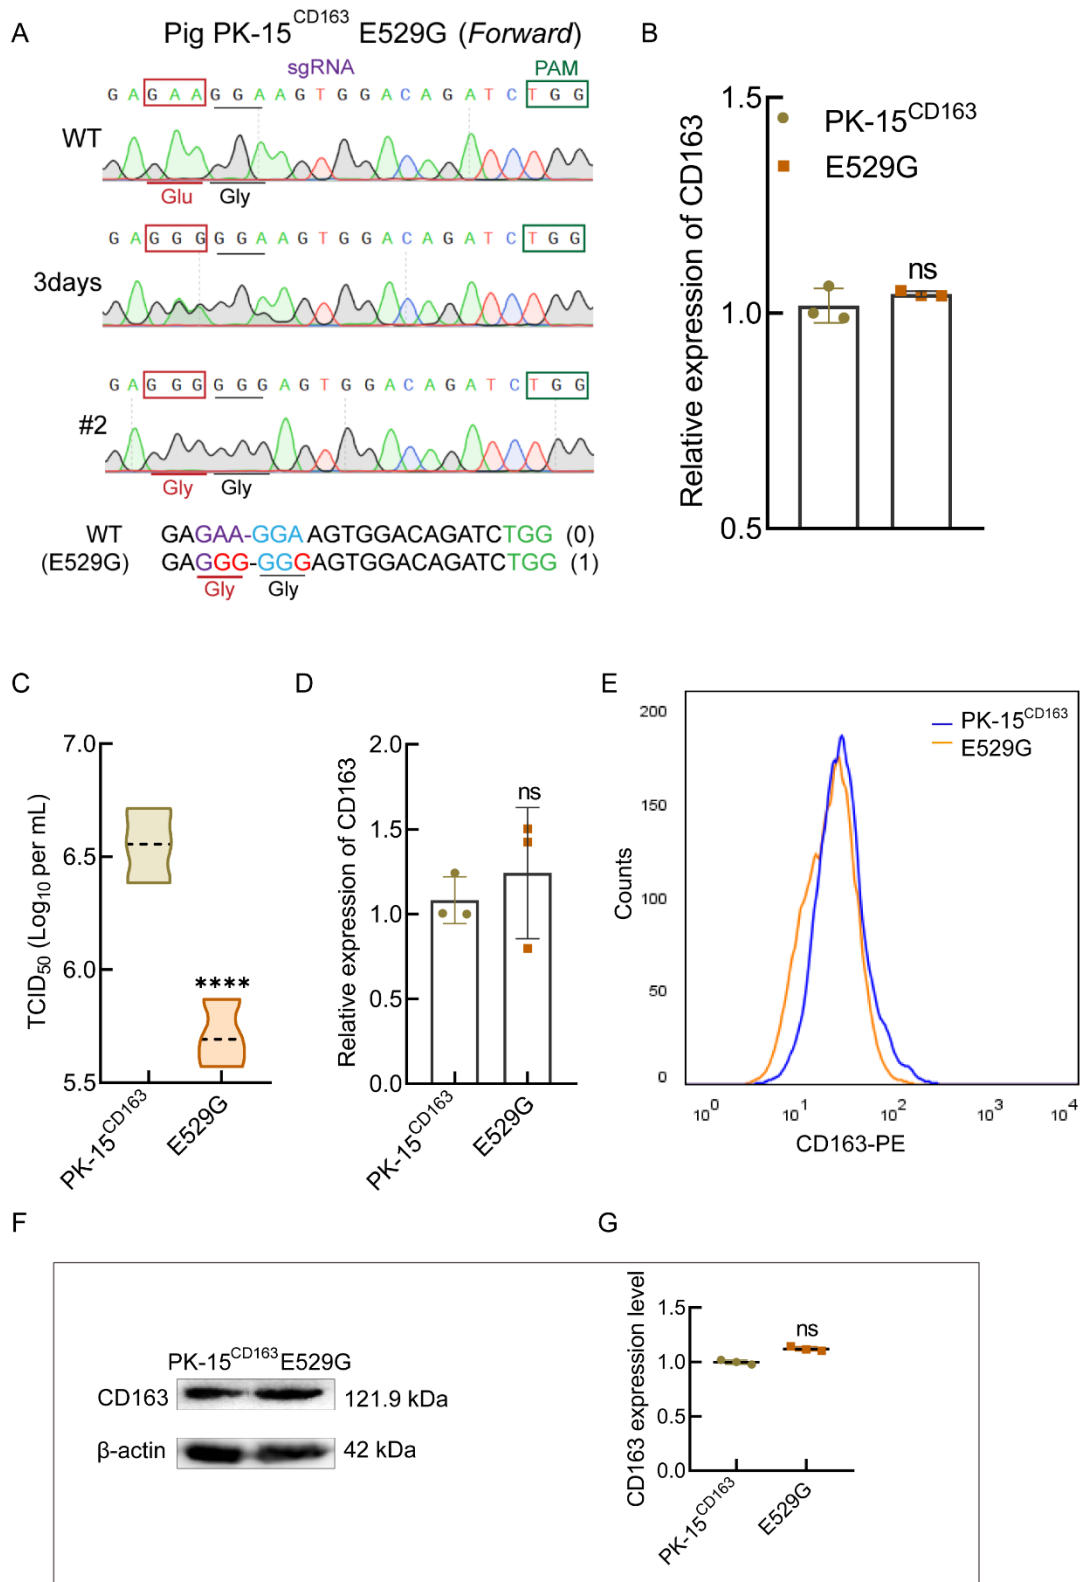 A
Pig PK-15CD163 E529G (Forward)
sgRNA
PAM
G A G A A G G A A G T G G A C A G A T C T G G
WT
Glu Gly
G A G G G G G A A G T G G A C A G A T C T G G
3days
G A G G G G G G A G T G G A C A G A T C T G G
#2
Gly Gly
WT GAGAA-GGAAGTGGACAGATCTGG (0)
(E529G) GAGGG-GGGAGTGGACAGATCTGG (1)
Gly Gly
B
Relative expression of CD163
1.5
1.0
0.5
PK-15CD163
E529G
ns
C
TCID50 (Log10 per mL)
7.0
6.5
6.0
5.5
****
PK-15CD163
E529G
D
Relative expression of CD163
2.0
1.5
1.0
0.5
0.0
ns
PK-15CD163
E529G
E
Counts
200
150
100
50
0
PK-15CD163
E529G
10^0 10^1 10^2 10^3 10^4
CD163-PE
F
PK-15CD163 E529G
CD163 121.9 kDa
β-actin 42 kDa
G
CD163 expression level
1.5
1.0
0.5
0.0
ns
PK-15CD163
E529G